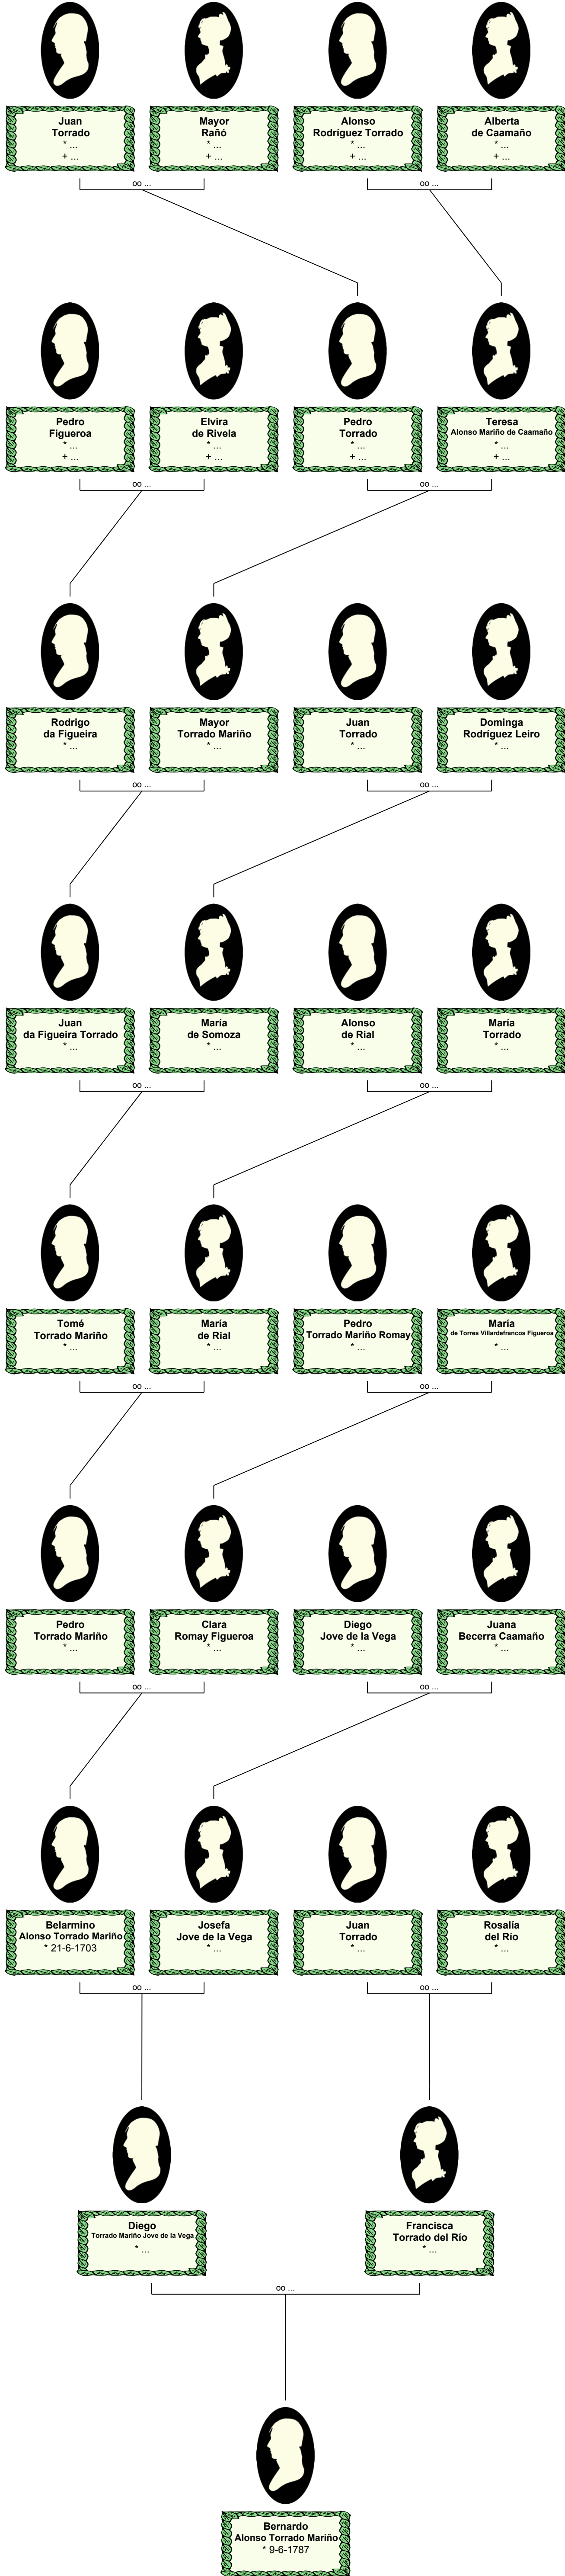 Juan
Torrado
* ...
+ ...
Mayor
Rañó
* ...
+ ...
Alonso
Rodríguez Torrado
* ...
+ ...
Alberta
de Caamaño
* ...
+ ...
oo ...
oo ...
Pedro
Figueroa
* ...
+ ...
Elvira
de Rivela
* ...
+ ...
Pedro
Torrado
* ...
+ ...
Teresa
Alonso Mariño de Caamaño
* ...
+ ...
oo ...
oo ...
Rodrigo
da Figueira
* ...
Mayor
Torrado Mariño
* ...
Juan
Torrado
* ...
Dominga
Rodríguez Leiro
* ...
oo ...
oo ...
Juan
da Figueira Torrado
* ...
María
de Somoza
* ...
Alonso
de Rial
* ...
María
Torrado
* ...
oo ...
oo ...
Tomé
Torrado Mariño
* ...
María
de Rial
* ...
Pedro
Torrado Mariño Romay
* ...
María
de Torres Villardefrancos Figueroa
* ...
oo ...
oo ...
Pedro
Torrado Mariño
* ...
Clara
Romay Figueroa
* ...
Diego
Jove de la Vega
* ...
Juana
Becerra Caamaño
* ...
oo ...
oo ...
Belarmino
Alonso Torrado Mariño
* 21-6-1703
Josefa
Jove de la Vega
* ...
Juan
Torrado
* ...
Rosalía
del Río
* ...
oo ...
oo ...
Diego
Torrado Mariño Jove de la Vega
* ...
Francisca
Torrado del Río
* ...
oo ...
Bernardo
Alonso Torrado Mariño
* 9-6-1787